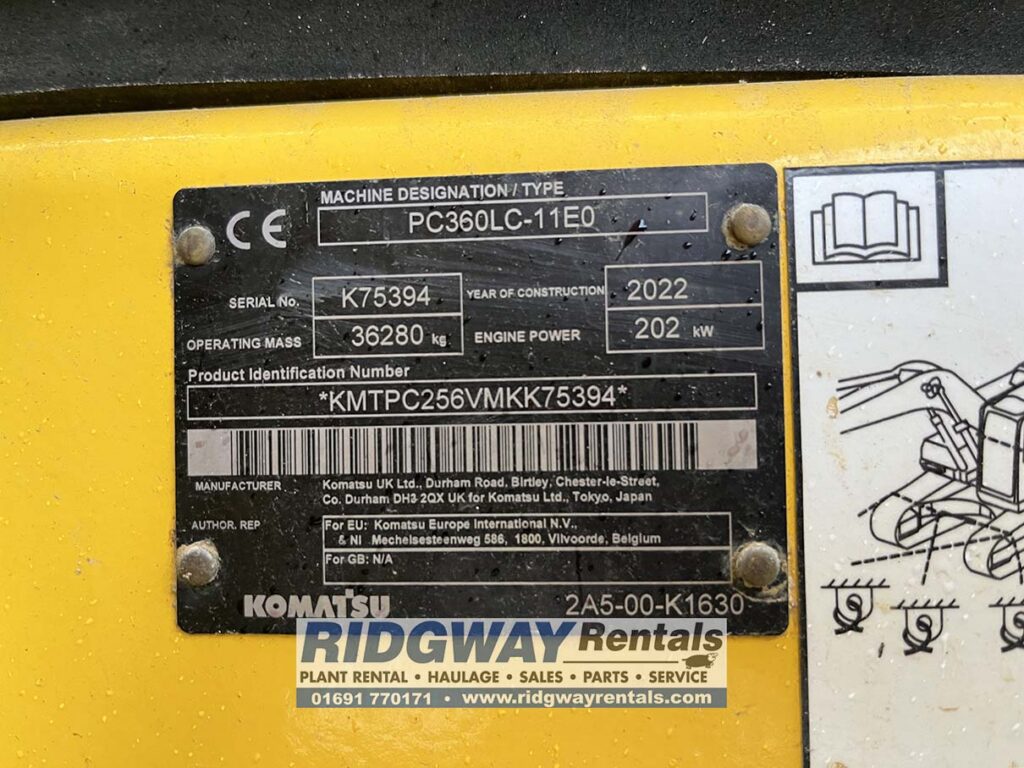 CE
MACHINE DESIGNATION / TYPE
PC360LC-11E0
SERIAL No. K75394 YEAR OF CONSTRUCTION 2022
OPERATING MASS 36280 kg ENGINE POWER 202 kW
Product Identification Number
*KMTPC256VMKK75394*
MANUFACTURER Komatsu UK Ltd., Durham Road, Birtley, Chester-le-Street,
Co. Durham DH3 2QX UK for Komatsu Ltd., Tokyo, Japan
AUTHOR. REP For EU: Komatsu Europe International N.V.,
& NI Mechelsesteenweg 586, 1800, Vilvoorde, Belgium
For GB: N/A
KOMATSU 2A5-00-K1630
RIDGWAY Rentals
PLANT RENTAL • HAULAGE • SALES • PARTS • SERVICE
01691 770171 • www.ridgwayrentals.com